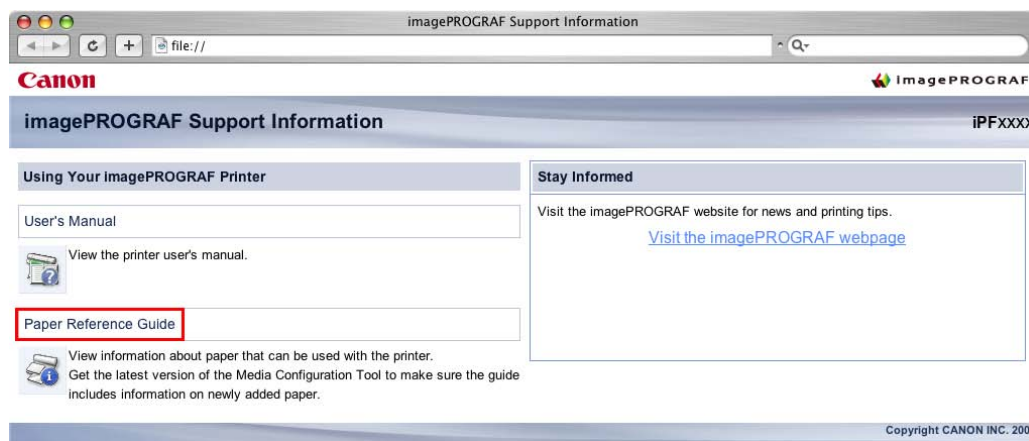 imagePROGRAF Support Information
file://
Canon
imagePROGRAF
imagePROGRAF Support Information
iPFxxxx
Using Your imagePROGRAF Printer
User's Manual
View the printer user's manual.
Paper Reference Guide
View information about paper that can be used with the printer.
Get the latest version of the Media Configuration Tool to make sure the guide
includes information on newly added paper.
Stay Informed
Visit the imagePROGRAF website for news and printing tips.
Visit the imagePROGRAF webpage
Copyright CANON INC. 200